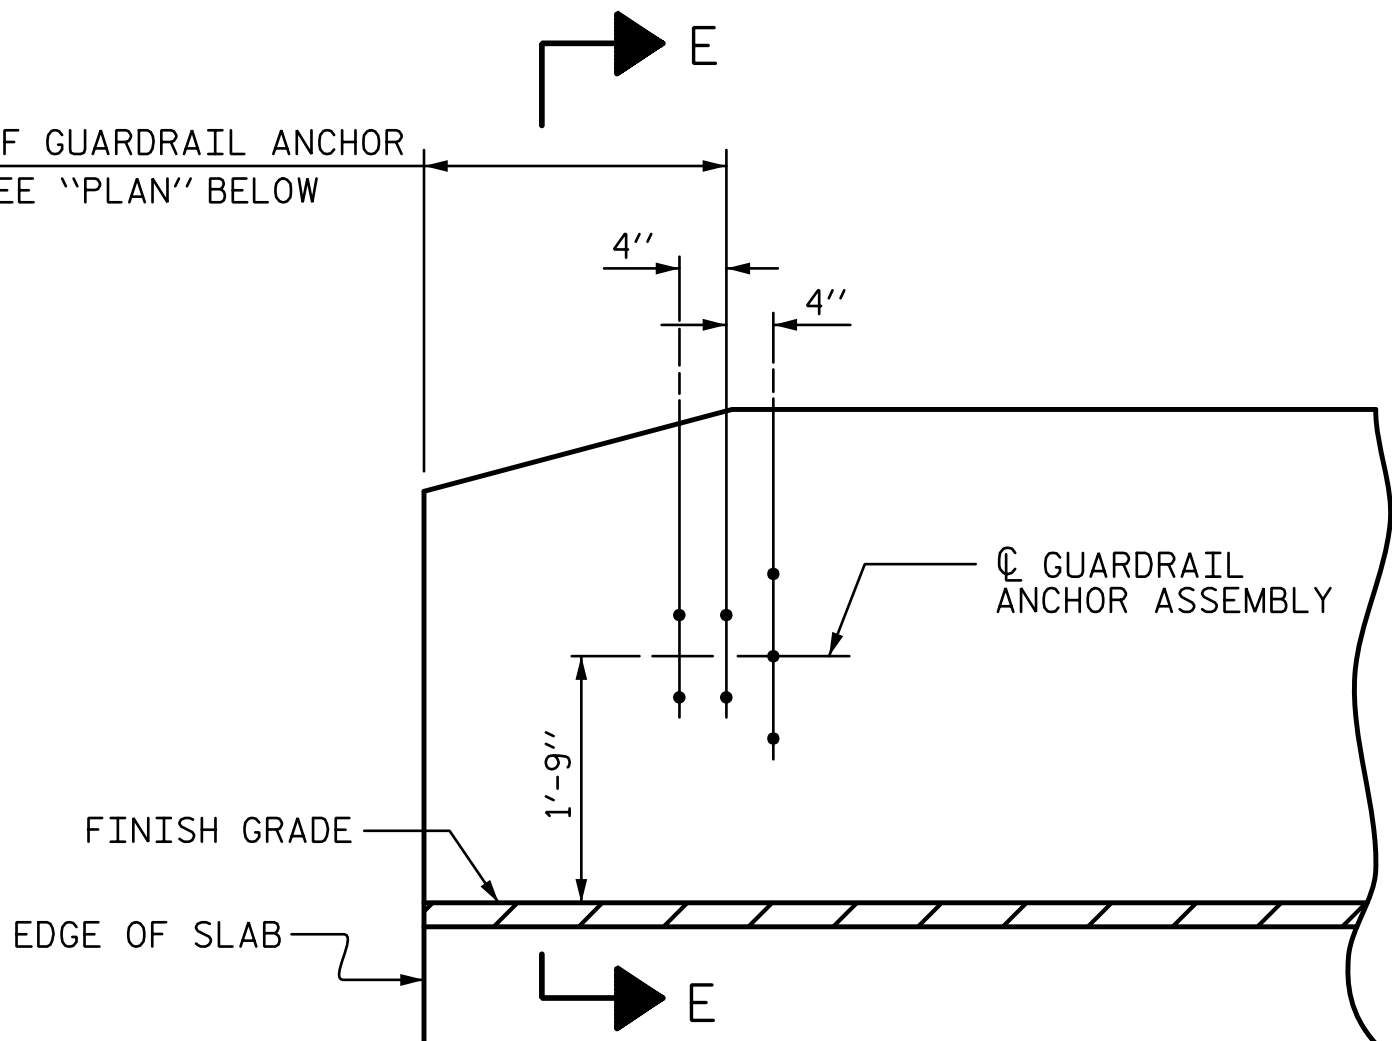 E
F GUARDRAIL ANCHOR
EE "PLAN" BELOW
4"
4"
℄ GUARDRAIL
ANCHOR ASSEMBLY
1'-9"
FINISH GRADE
EDGE OF SLAB
E